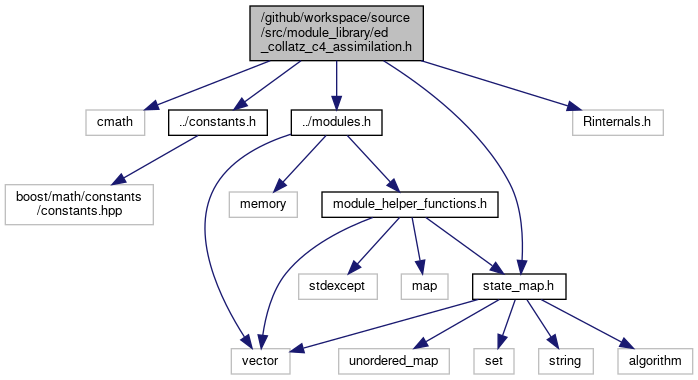 /github/workspace/source
/src/module_library/ed
_collatz_c4_assimilation.h
cmath
../constants.h
../modules.h
Rinternals.h
boost/math/constants
/constants.hpp
memory
module_helper_functions.h
stdexcept
map
state_map.h
vector
unordered_map
set
string
algorithm